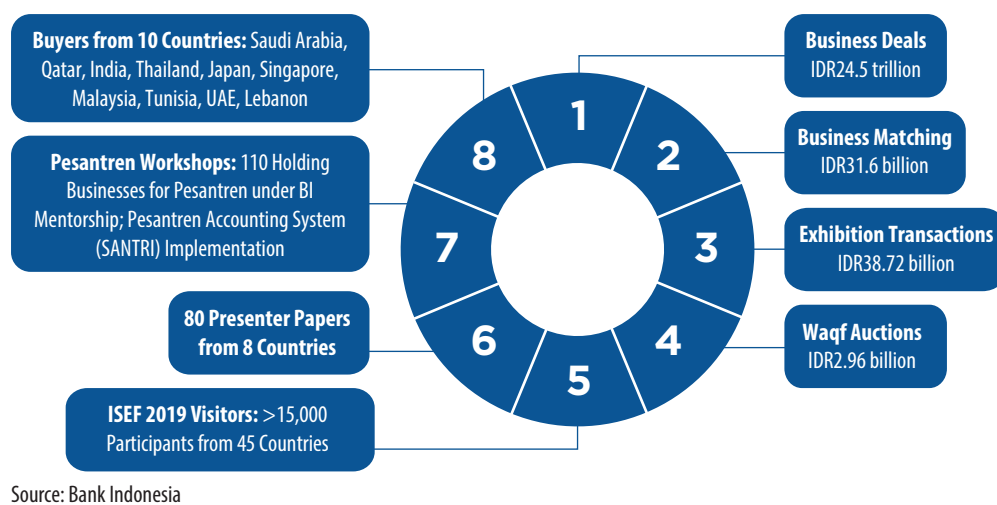 Buyers from 10 Countries: Saudi Arabia,
Qatar, India, Thailand, Japan, Singapore,
Malaysia, Tunisia, UAE, Lebanon
Pesantren Workshops: 110 Holding
Businesses for Pesantren under BI
Mentorship; Pesantren Accounting System
(SANTRI) Implementation
80 Presenter Papers
from 8 Countries
ISEF 2019 Visitors: >15,000
Participants from 45 Countries
1
2
3
4
5
6
7
8
Business Deals
IDR24.5 trillion
Business Matching
IDR31.6 billion
Exhibition Transactions
IDR38.72 billion
Waqf Auctions
IDR2.96 billion
Source: Bank Indonesia